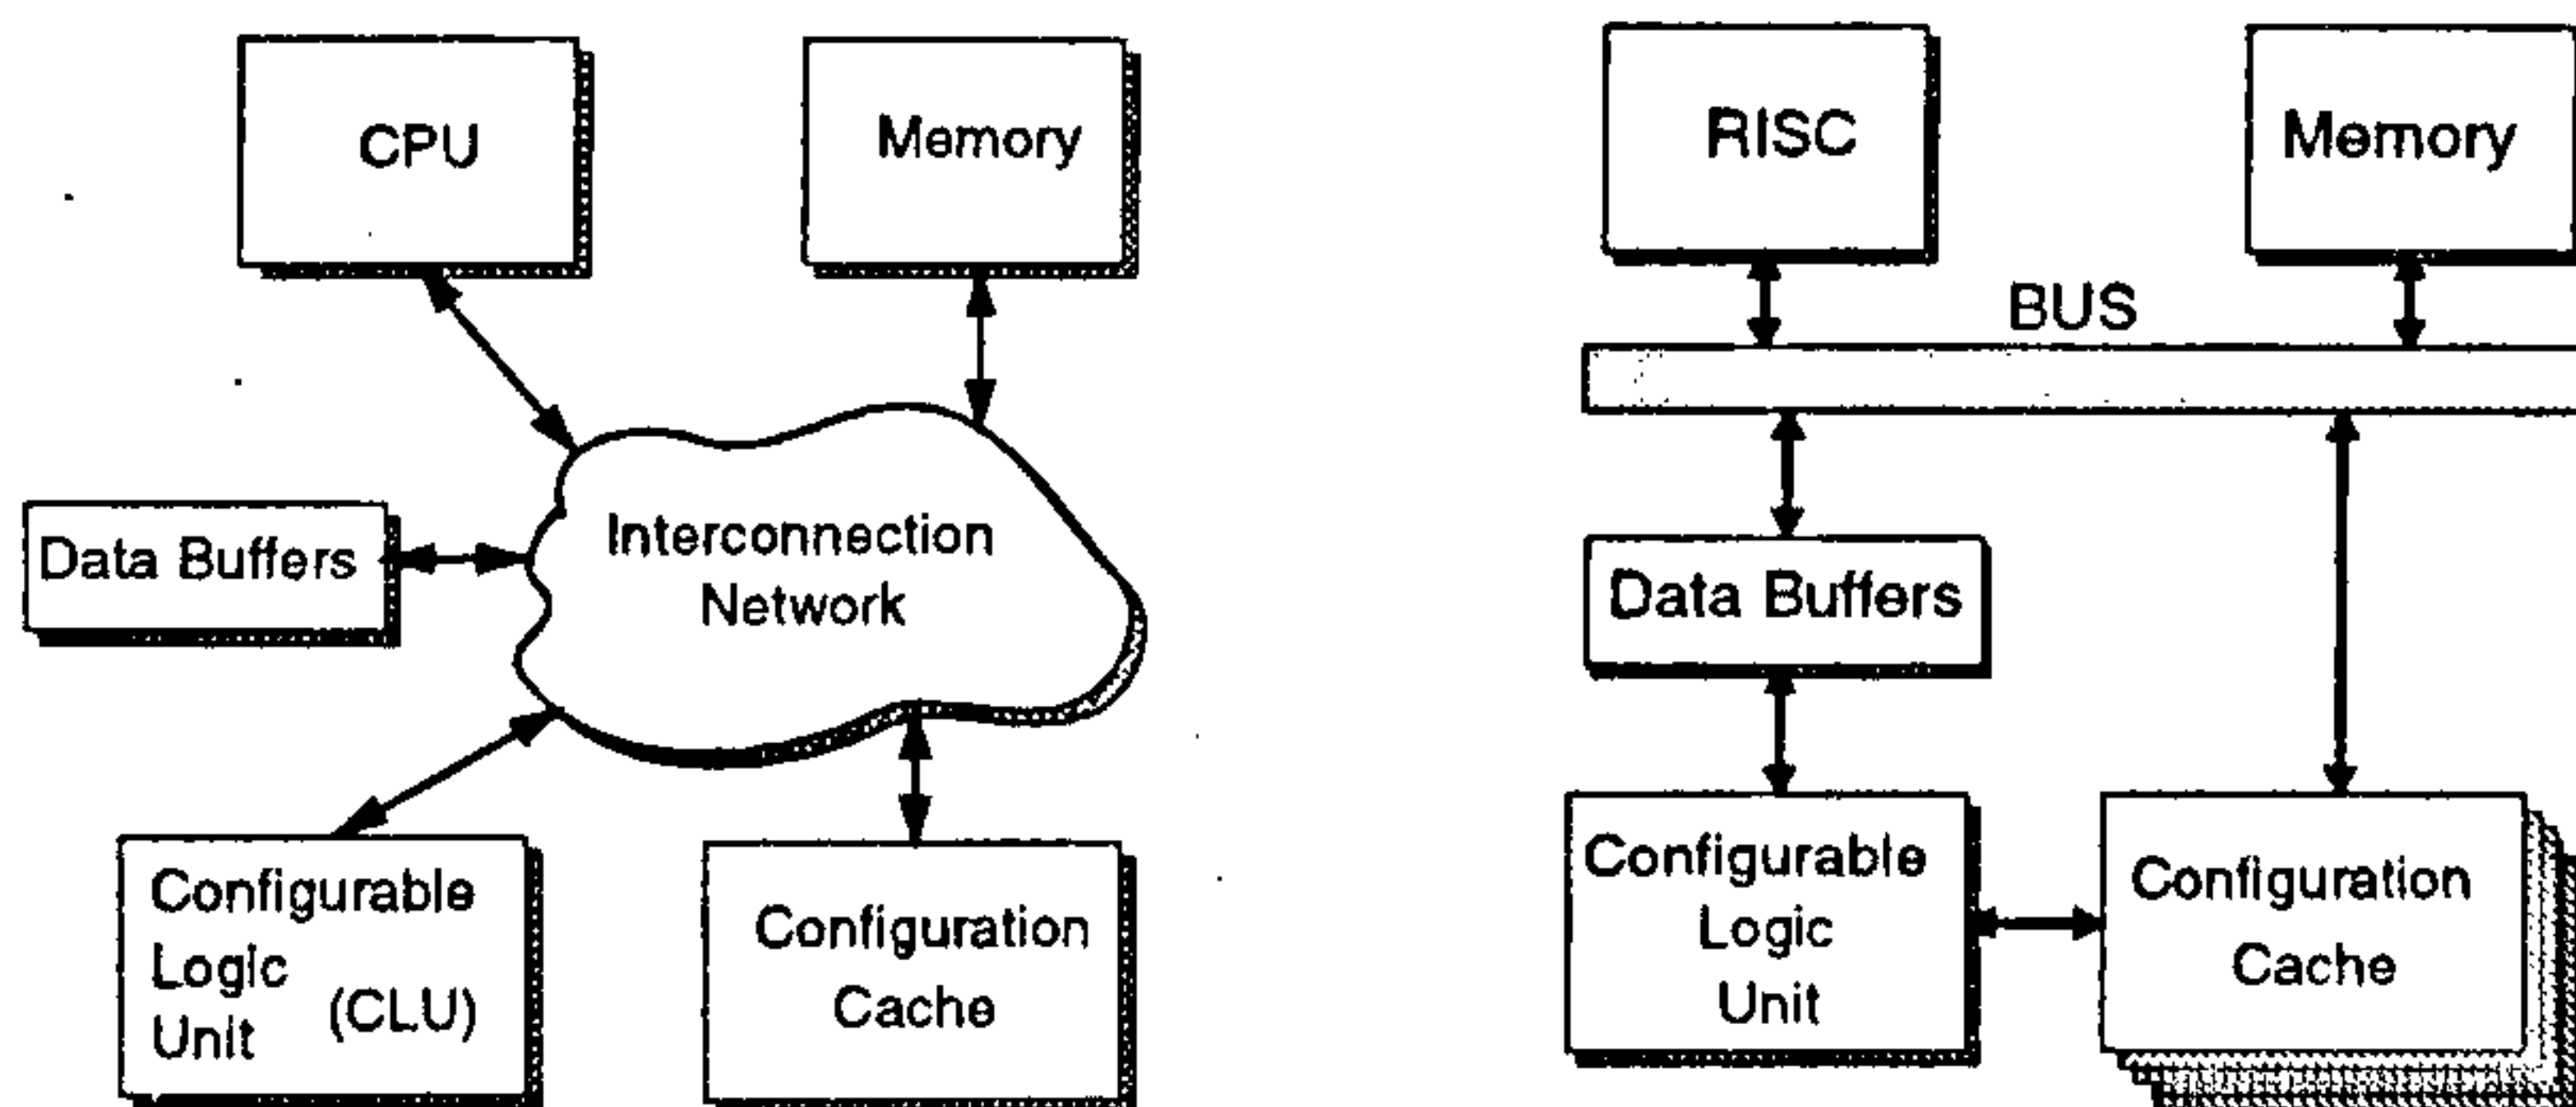 CPU
Memory
Data Buffers
Interconnection
Network
Configurable
Logic
Unit
(CLU)
Configuration
Cache
RISC
Memory
BUS
Data Buffers
Configurable
Logic
Unit
Configuration
Cache